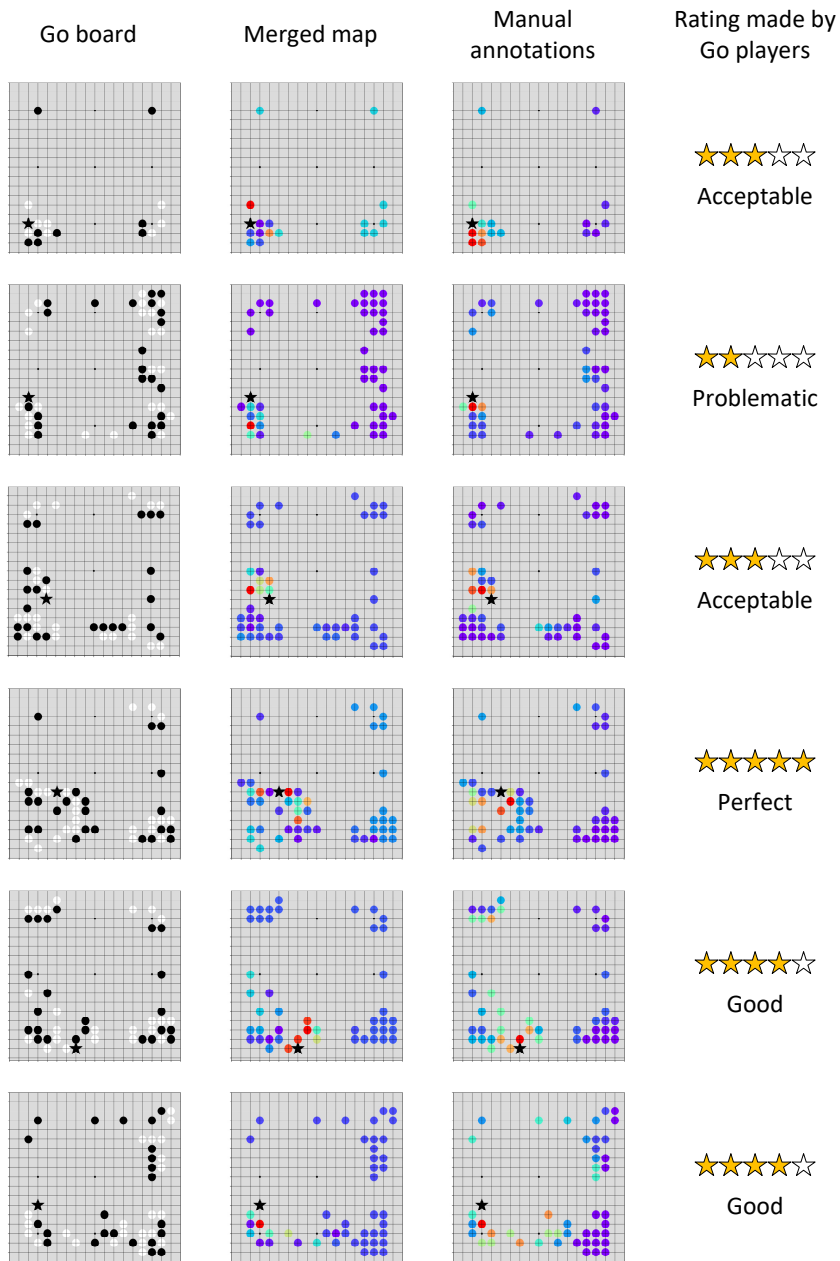 Go board
Merged map
Manual
annotations
Rating made by
Go players
Acceptable
Problematic
Acceptable
Perfect
Good
Good